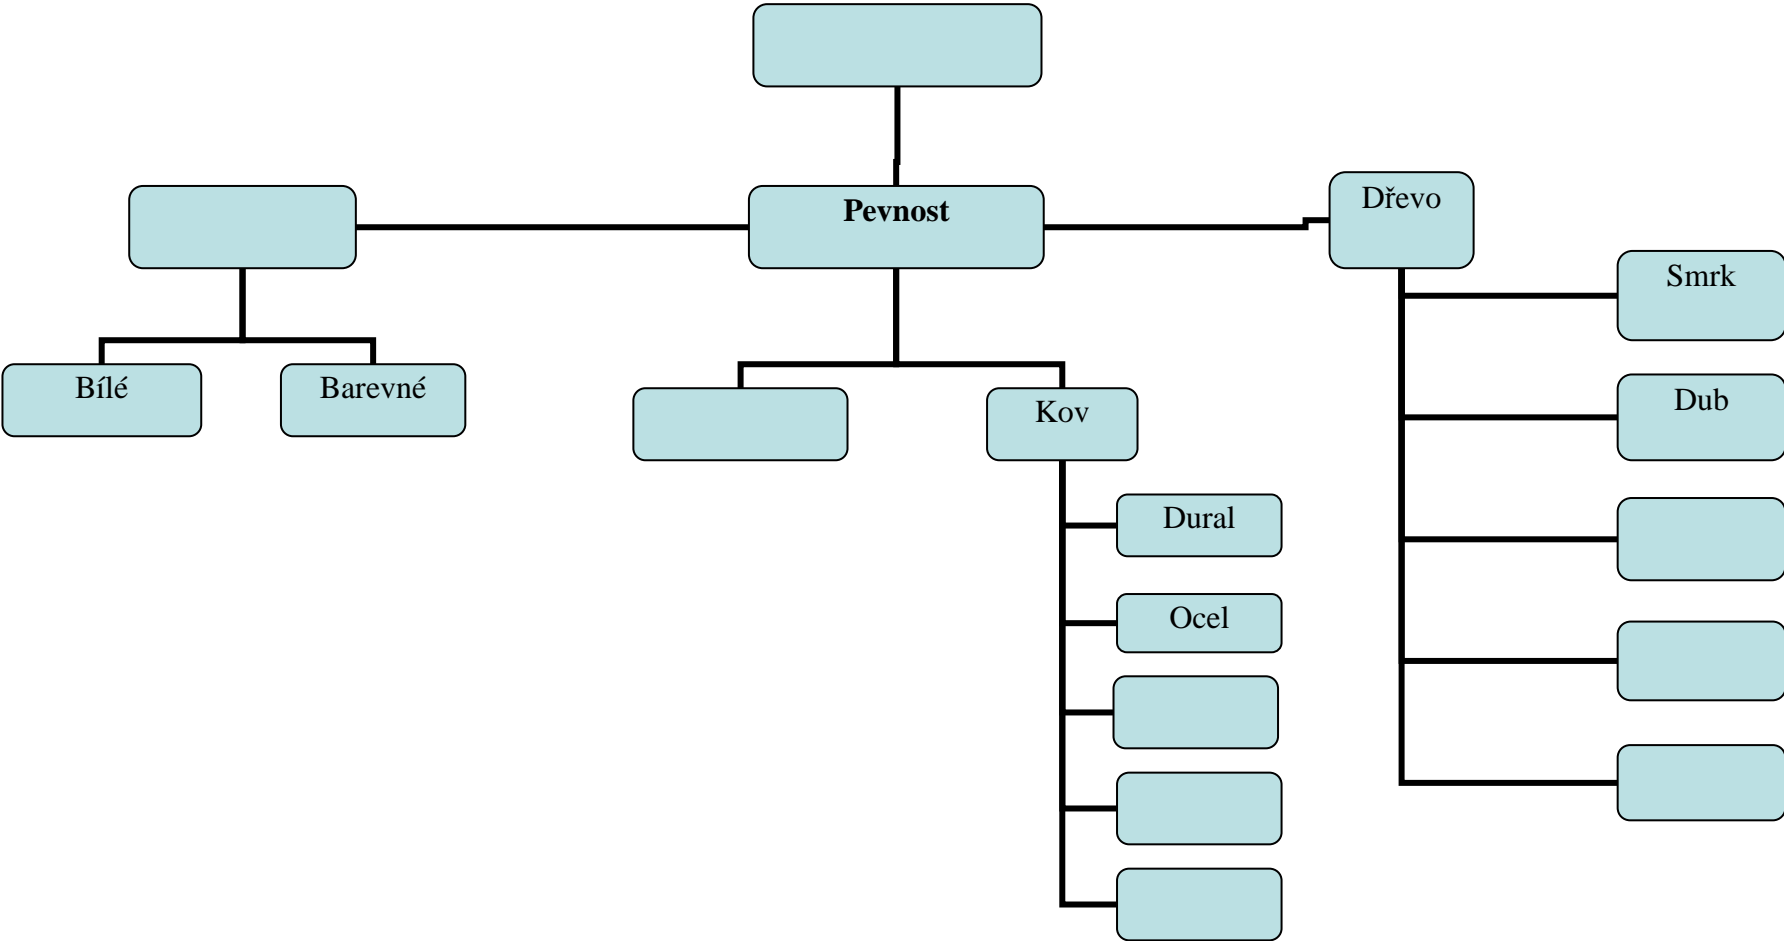 Pevnost
Dřevo
Smrk
Bílé
Barevné
Kov
Dub
Dural
Ocel